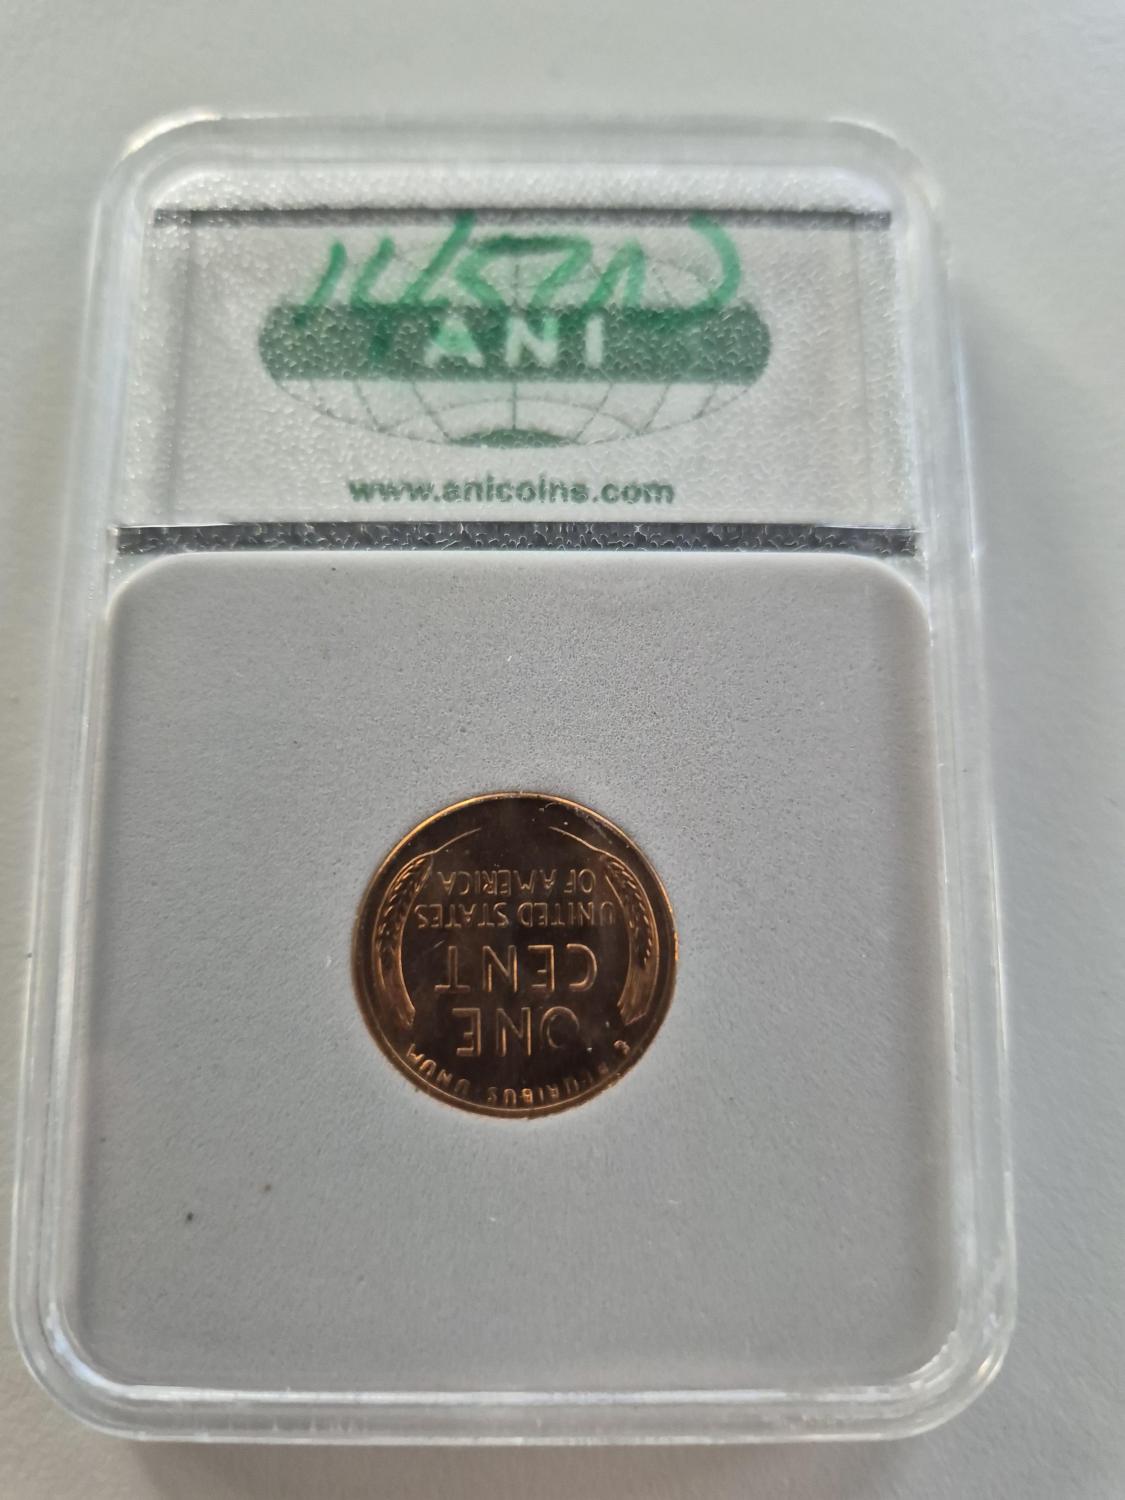 ANI
www.anicoins.com
E PLURIBUS UNUM
ONE
CENT
UNITED STATES
OF AMERICA